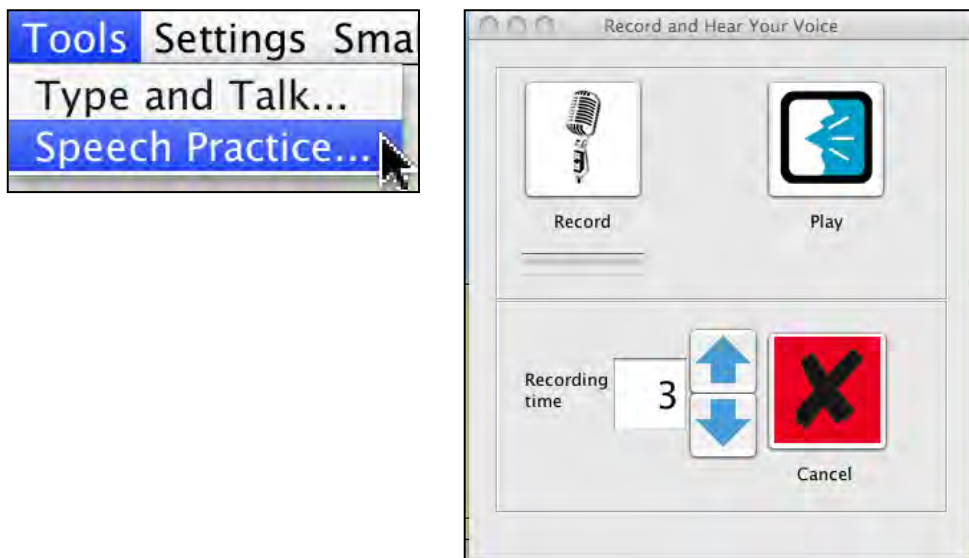 Tools Settings Sma
Type and Talk...
Speech Practice...
Record and Hear Your Voice
Record Play
Recording
time
3
Cancel